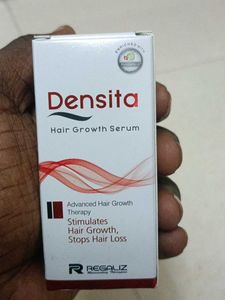 Densita
Hair Growth Serum
Advanced Hair Growth
Therapy
Stimulates
Hair Growth,
Stops Hair Loss
R REGALIZ